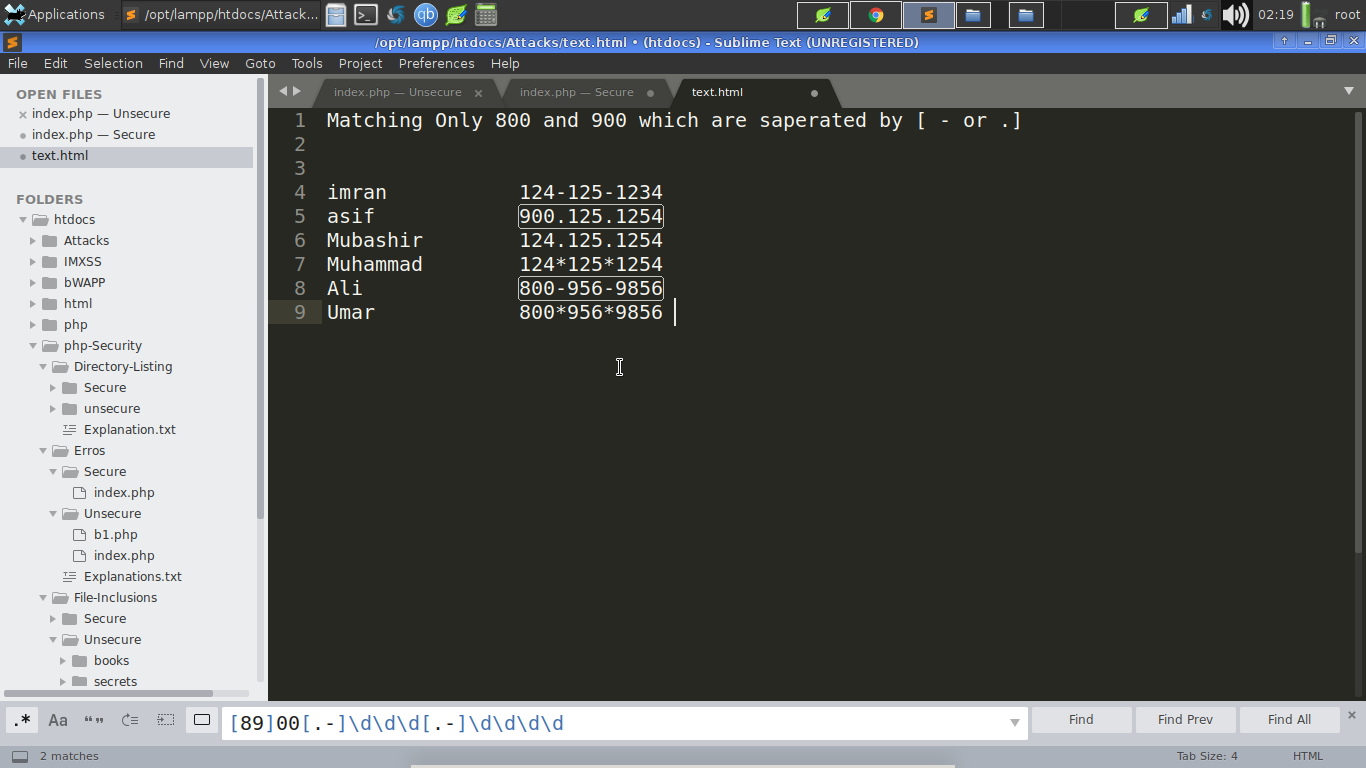 Applications /opt/lampp/htdocs/Attack... qb 02:19 root
/opt/lampp/htdocs/Attacks/text.html • (htdocs) - Sublime Text (UNREGISTERED)
File Edit Selection Find View Goto Tools Project Preferences Help
OPEN FILES
index.php — Unsecure
index.php — Secure
text.html
FOLDERS
htdocs
Attacks
IMXSS
bWAPP
html
php
php-Security
Directory-Listing
Secure
unsecure
Explanation.txt
Erros
Secure
index.php
Unsecure
b1.php
index.php
Explanations.txt
File-Inclusions
Secure
Unsecure
books
secrets
index.php — Unsecure index.php — Secure text.html
1 Matching Only 800 and 900 which are saperated by [ - or .]
2
3
4 imran 124-125-1234
5 asif 900.125.1254
6 Mubashir 124.125.1254
7 Muhammad 124*125*1254
8 Ali 800-956-9856
9 Umar 800*956*9856
.* Aa “” [89]00[.-]\d\d\d[.-]\d\d\d\d Find Find Prev Find All
2 matches Tab Size: 4 HTML